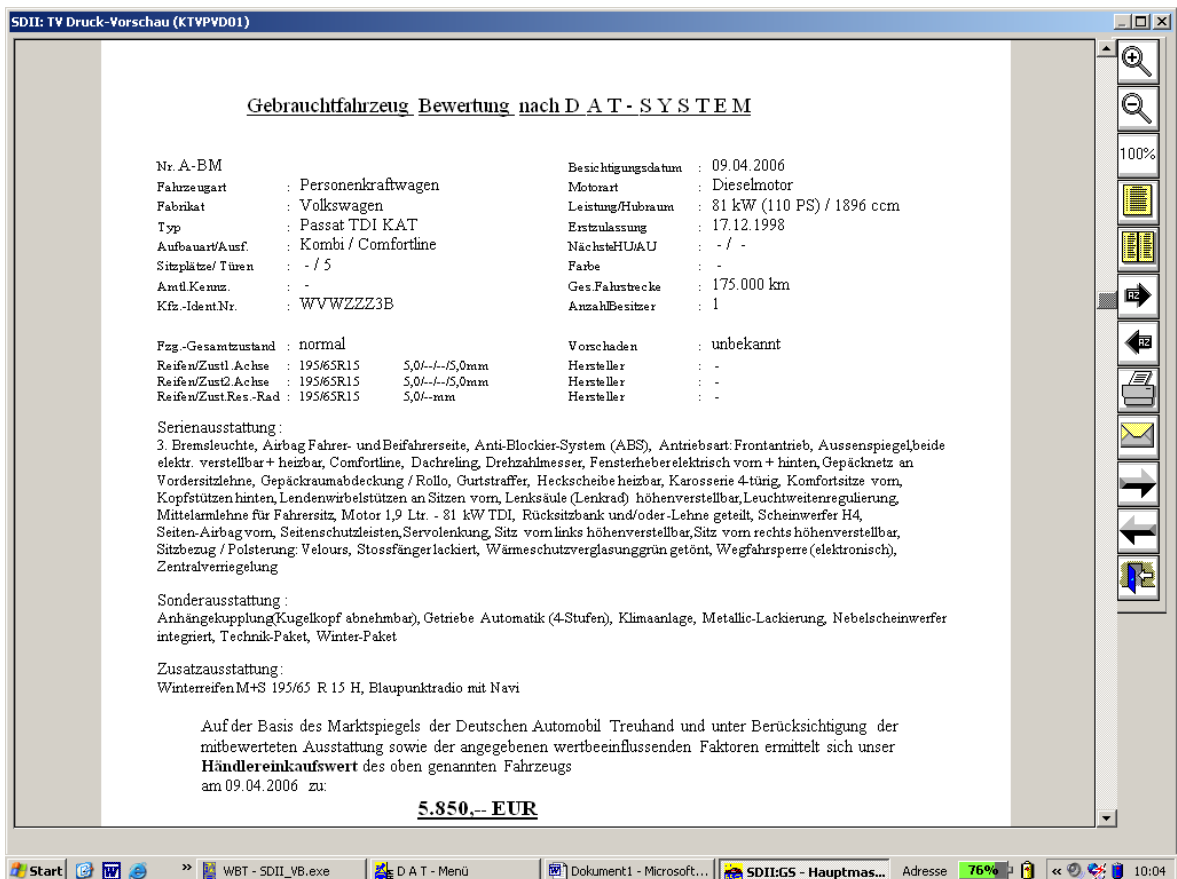 SDII: TV Druck-Vorschau (KTVPVD01)
Gebrauchtfahrzeug Bewertung nach D A T - S Y S T E M
Nr. A-BM Besichtigungsdatum : 09.04.2006
Fahrzeugart : Personenkraftwagen Motorart : Dieselmotor
Fabrikat : Volkswagen Leistung/Hubraum : 81 kW (110 PS) / 1896 ccm
Typ : Passat TDI KAT Erstzulassung : 17.12.1998
Aufbauart/Ausf. : Kombi / Comfortline NächsteHU/AU : - / -
Sitzplätze/ Türen : - / 5 Farbe : -
Amtl.Kennz. : - Ges.Fahrstrecke : 175.000 km
Kfz.-Ident.Nr. : WVWZZZ3B AnzahlBesitzer : 1
Fzg.-Gesamtzustand : normal Vorschaden : unbekannt
Reifen/Zust1.Achse : 195/65R15 5,0/--/--/5,0mm Hersteller : -
Reifen/Zust2.Achse : 195/65R15 5,0/--/--/5,0mm Hersteller : -
Reifen/Zust.Res.-Rad : 195/65R15 5,0/--mm Hersteller : -
Serienausstattung :
3. Bremsleuchte, Airbag Fahrer- und Beifahrerseite, Anti-Blockier-System (ABS), Antriebsart: Frontantrieb, Aussenspiegel,beide
elektr. verstellbar + heizbar, Comfortline, Dachreling, Drehzahlmesser, Fensterheber elektrisch vorn + hinten, Gepäcknetz an
Vordersitzlehne, Gepäckraumabdeckung / Rollo, Gurtstraffer, Heckscheibe heizbar, Karosserie 4-türig, Komfortsitze vorn,
Kopfstützen hinten, Lendenwirbelstützen an Sitzen vorn, Lenksäule (Lenkrad) höhenverstellbar, Leuchtweitenregulierung,
Mittelarmlehne für Fahrersitz, Motor 1,9 Ltr. - 81 kW TDI, Rücksitzbank und/oder -Lehne geteilt, Scheinwerfer H4,
Seiten-Airbag vorn, Seitenschutzleisten, Servolenkung, Sitz vorn links höhenverstellbar, Sitz vorn rechts höhenverstellbar,
Sitzbezug / Polsterung: Velours, Stossfänger lackiert, Wärmeschutzverglasung grün getönt, Wegfahrsperre (elektronisch),
Zentralverriegelung
Sonderausstattung :
Anhängekupplung(Kugelkopf abnehmbar), Getriebe Automatik (4-Stufen), Klimaanlage, Metallic-Lackierung, Nebelscheinwerfer
integriert, Technik-Paket, Winter-Paket
Zusatzausstattung :
Winterreifen M+S 195/65 R 15 H, Blaupunktradio mit Navi
Auf der Basis des Marktspiegels der Deutschen Automobil Treuhand und unter Berücksichtigung der
mitbewerteten Ausstattung sowie der angegebenen wertbeeinflussenden Faktoren ermittelt sich unser
Händlereinkaufswert des oben genannten Fahrzeugs
am 09.04.2006 zu:
5.850,-- EUR
100%
AZ
AZ
Start » WBT - SDII_VB.exe D A T - Menü Dokument1 - Microsoft... SDII:GS - Hauptmas... Adresse 76% « 10:04